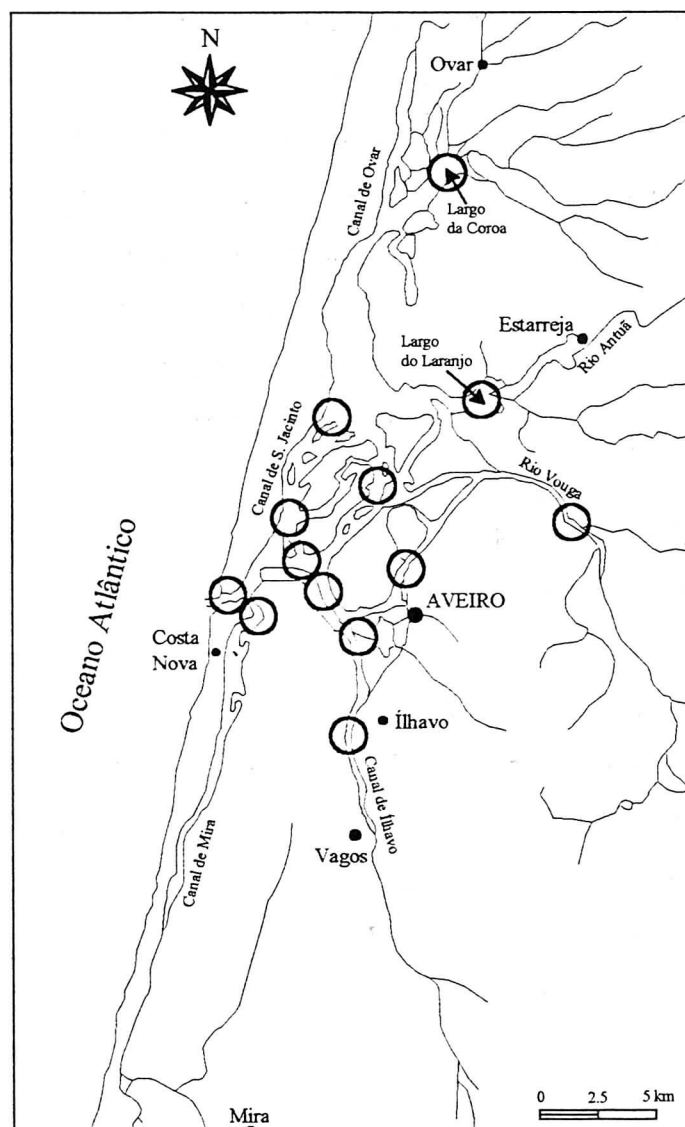 N
Ovar
Canal de Ovar
Largo
da Coroa
Estarreja
Rio Antuã
Largo
do Laranjo
Canal de S. Jacinto
Rio Vouga
Oceano Atlântico
AVEIRO
Costa
Nova
Ílhavo
Canal de Ílhavo
Canal de Mira
Vagos
0 2.5 5 km
Mira